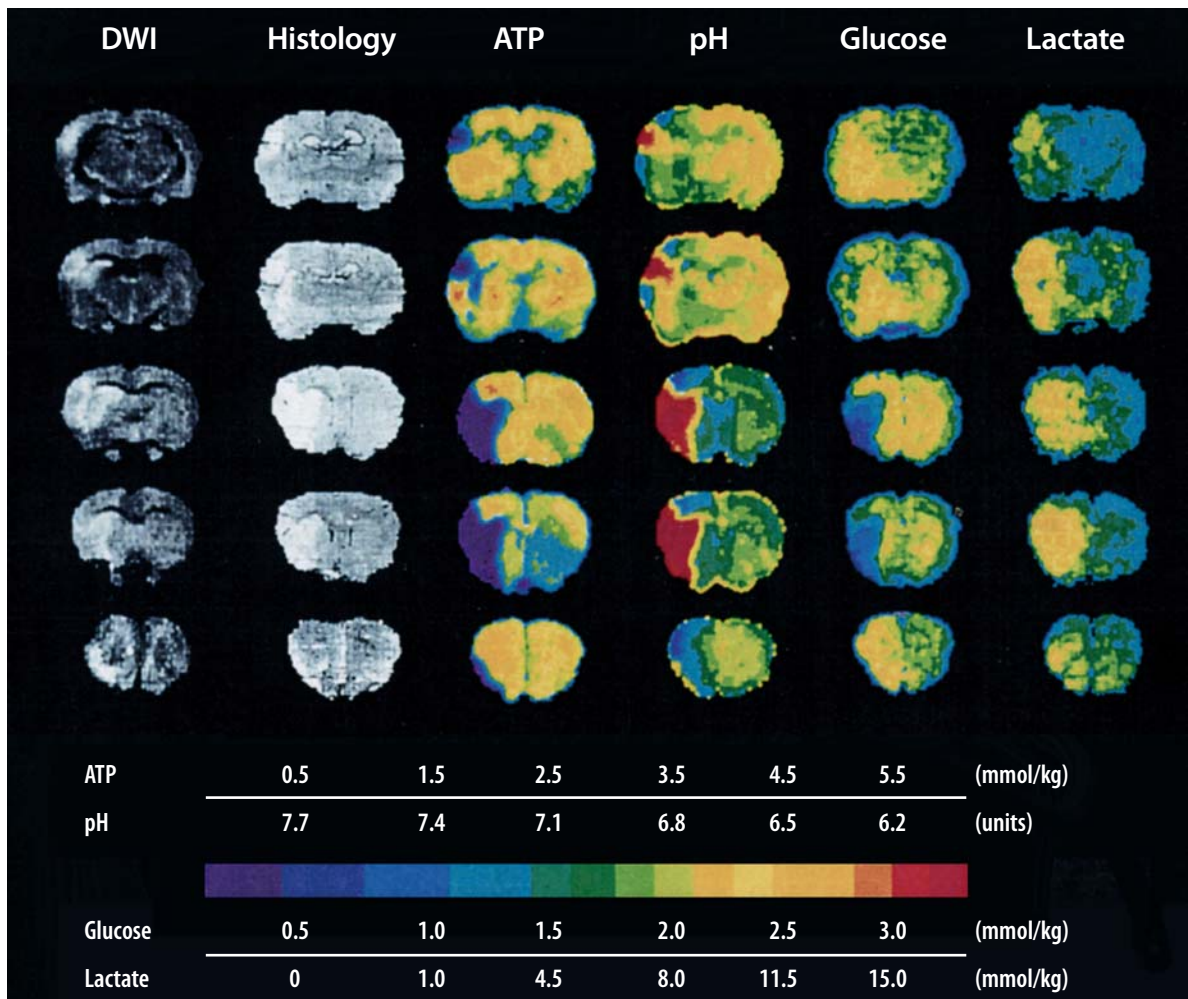 DWI Histology ATP pH Glucose Lactate
ATP 0.5 1.5 2.5 3.5 4.5 5.5 (mmol/kg)
pH 7.7 7.4 7.1 6.8 6.5 6.2 (units)
Glucose 0.5 1.0 1.5 2.0 2.5 3.0 (mmol/kg)
Lactate 0 1.0 4.5 8.0 11.5 15.0 (mmol/kg)